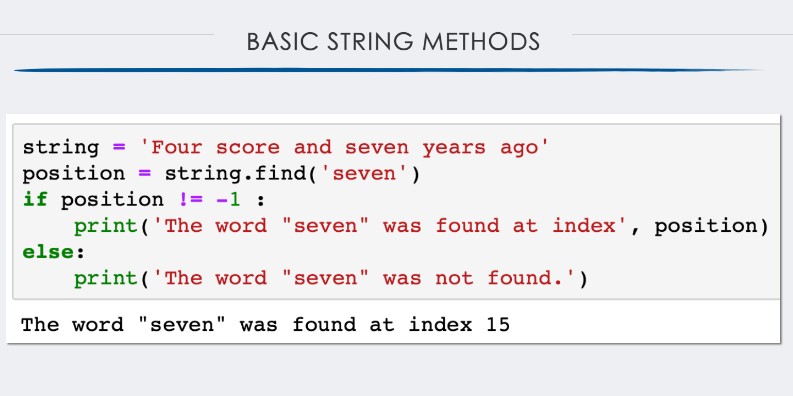 BASIC STRING METHODS
string = 'Four score and seven years ago'
position = string.find('seven')
if position != -1 :
    print('The word "seven" was found at index', position)
else:
    print('The word "seven" was not found.')
The word "seven" was found at index 15